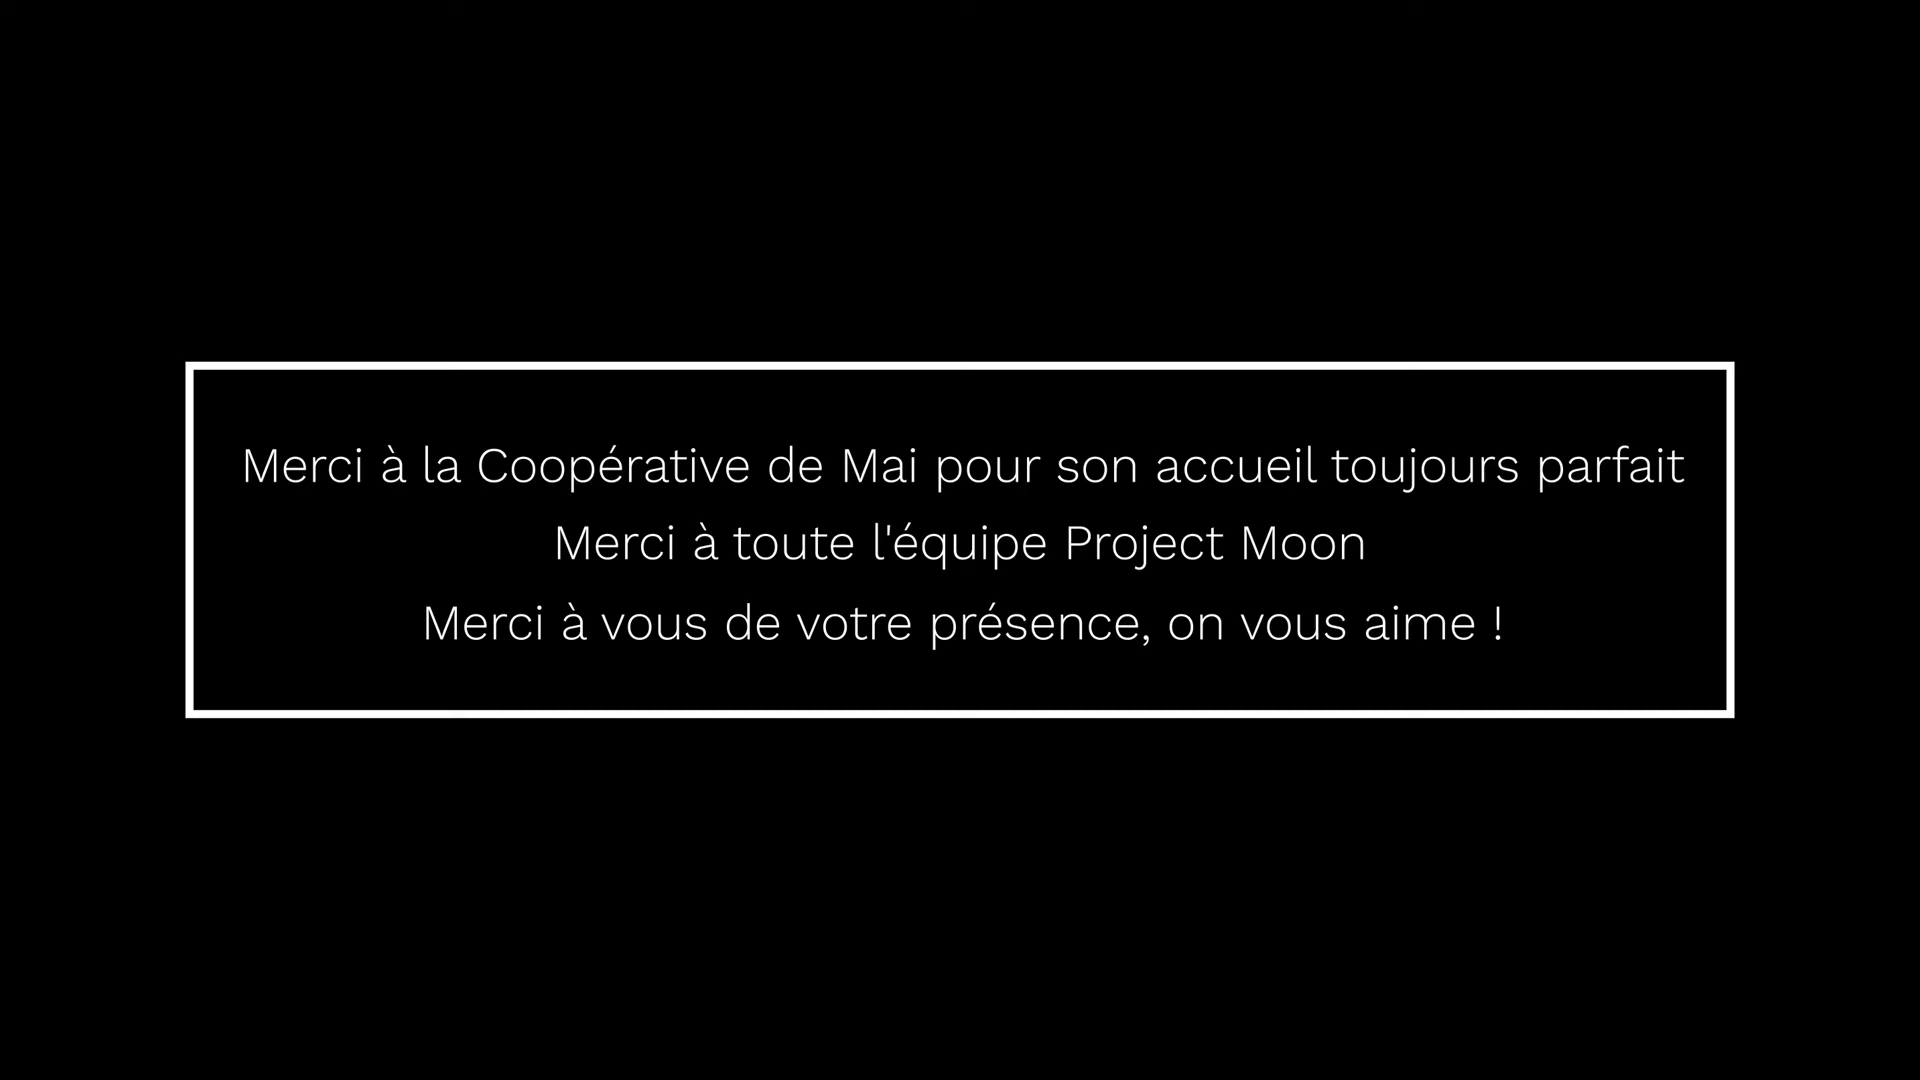 Merci à la Coopérative de Mai pour son accueil toujours parfait
Merci à toute l'équipe Project Moon
Merci à vous de votre présence, on vous aime !